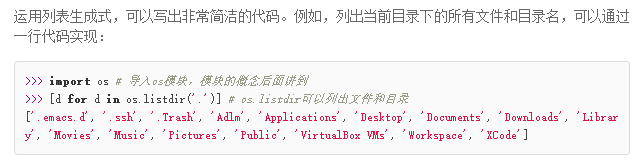 运用列表生成式，可以写出非常简洁的代码。例如，列出当前目录下的所有文件和目录名，可以通过
一行代码实现：
>>> import os # 导入os模块，模块的概念后面讲到
>>> [d for d in os.listdir('.')] # os.listdir可以列出文件和目录
['.emacs.d', '.ssh', '.Trash', 'Adlm', 'Applications', 'Desktop', 'Documents', 'Downloads', 'Librar
y', 'Movies', 'Music', 'Pictures', 'Public', 'VirtualBox VMs', 'Workspace', 'XCode']